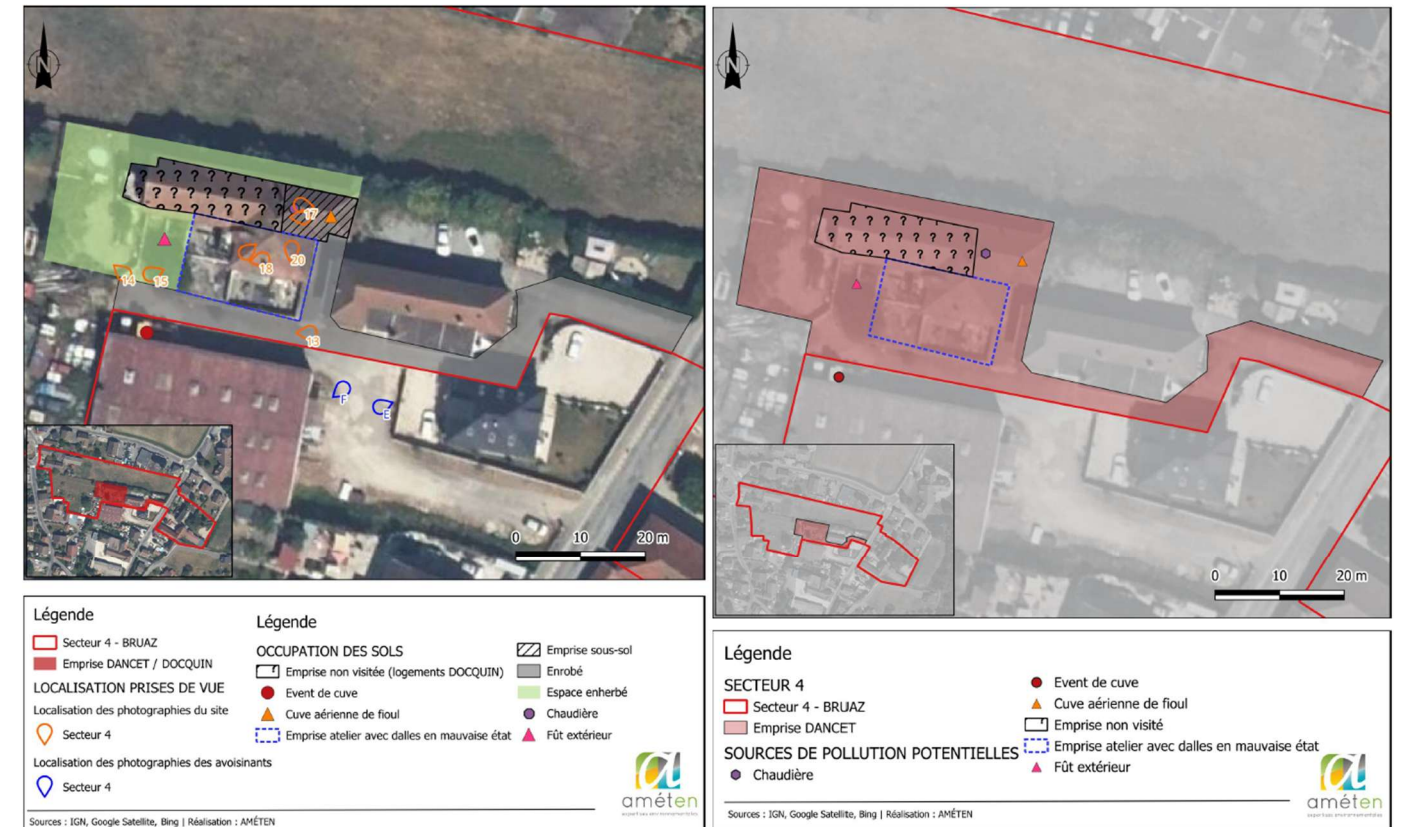 N
17
18
20
14
15
13
F
E
0 10 20 m
Légende
Secteur 4 - BRUAZ
Emprise DANCET / DOCQUIN
LOCALISATION PRISES DE VUE
Localisation des photographies du site
Secteur 4
Localisation des photographies des avoisinants
Secteur 4
Légende
OCCUPATION DES SOLS
Emprise non visitée (logements DOCQUIN)
Event de cuve
Cuve aérienne de fioul
Emprise atelier avec dalles en mauvaise état
Emprise sous-sol
Enrobé
Espace enherbé
Chaudière
Fût extérieur
améten
expertises environnementales
Sources : IGN, Google Satellite, Bing | Réalisation : AMÉTEN
N
? ? ? ? ? ? ? ?
0 10 20 m
Légende
SECTEUR 4
Secteur 4 - BRUAZ
Emprise DANCET
SOURCES DE POLLUTION POTENTIELLES
Chaudière
Event de cuve
Cuve aérienne de fioul
Emprise non visité
Emprise atelier avec dalles en mauvaise état
Fût extérieur
améten
expertises environnementales
Sources : IGN, Google Satellite, Bing | Réalisation : AMÉTEN